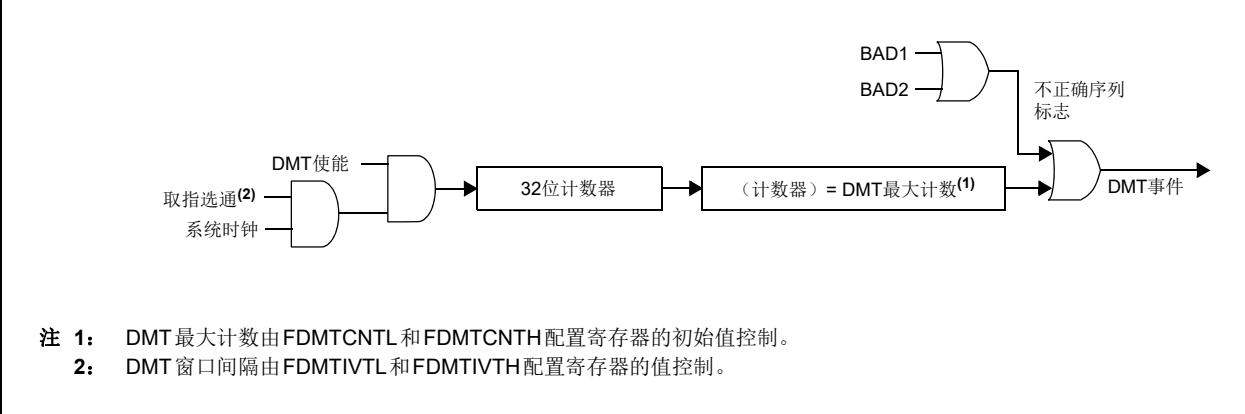 BAD1
BAD2
不正确序列
标志
DMT使能
取指选通(2)
系统时钟
32位计数器
（计数器）= DMT最大计数(1)
DMT事件
注 1： DMT最大计数由FDMTCNTL和FDMTCNTH配置寄存器的初始值控制。
2： DMT窗口间隔由FDMTIVTL和FDMTIVTH配置寄存器的值控制。